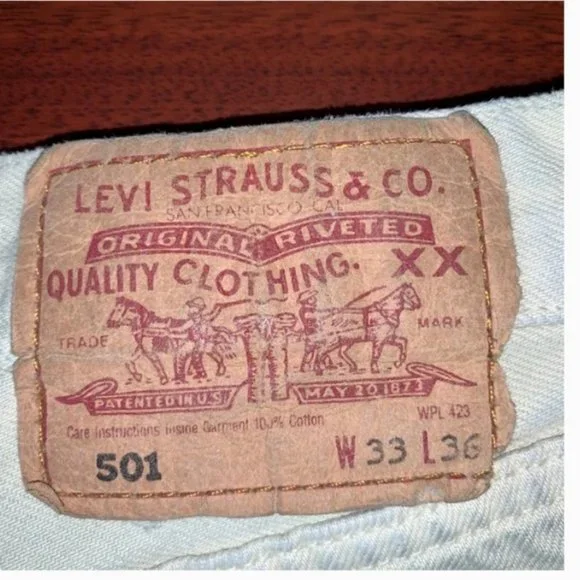 LEVI STRAUSS & CO.
SAN FRANCISCO CAL
ORIGINAL RIVETED
QUALITY CLOTHING. XX
TRADE MARK
PATENTED IN U.S. MAY 20 1873
WPL 423
Care Instructions Inside Garment 100% Cotton
501 W 33 L 36